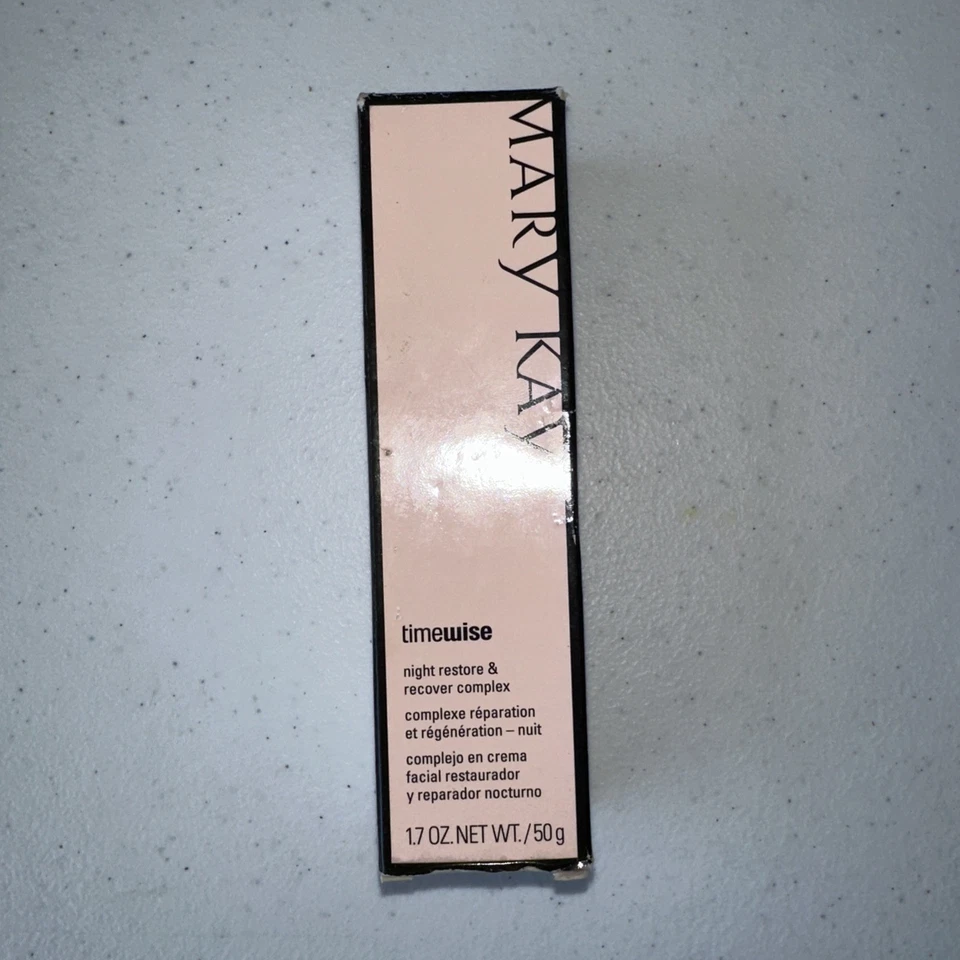 MARY KAY
timewise
night restore &
recover complex
complexe réparation
et régénération – nuit
complejo en crema
facial restaurador
y reparador nocturno
1.7 OZ. NET WT. / 50 g